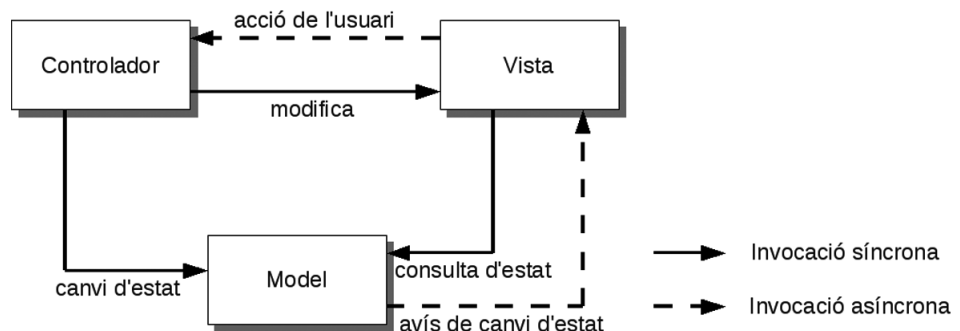 acció de l'usuari
Controlador
Vista
modifica
Model
canvi d'estat
consulta d'estat
avís de canvi d'estat
Invocació síncrona
Invocació asíncrona